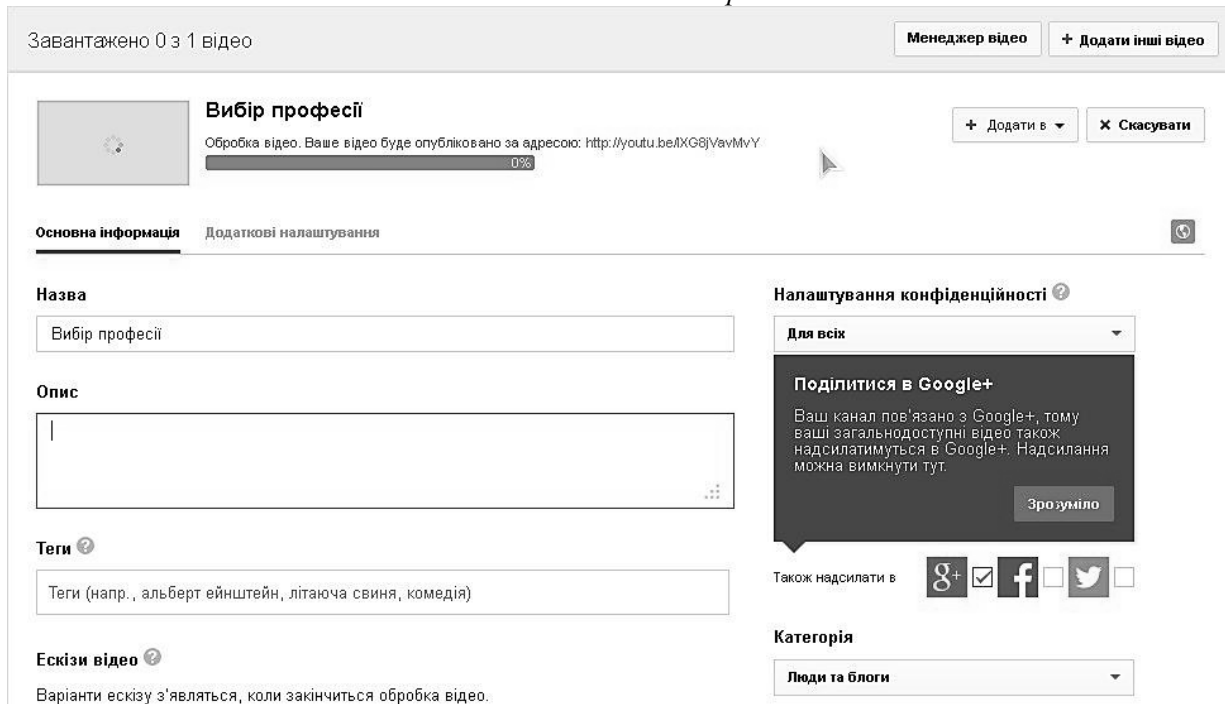 Завантажено 0 з 1 відео
Менеджер відео
+ Додати інші відео
Вибір професії
Обробка відео. Ваше відео буде опубліковано за адресою: http://youtu.be/lXG8jVavMvY
0%
+ Додати в
× Скасувати
Основна інформація
Додаткові налаштування
Назва
Вибір професії
Опис
Теги ?
Теги (напр., альберт ейнштейн, літаюча свиня, комедія)
Ескізи відео ?
Варіанти ескізу з'являться, коли закінчиться обробка відео.
Налаштування конфіденційності ?
Для всіх
Поділитися в Google+
Ваш канал пов'язано з Google+, тому
ваші загальнодоступні відео також
надсилатимуться в Google+. Надсилання
можна вимкнути тут.
Зрозуміло
Також надсилати в
g+ f
Категорія
Люди та блоги